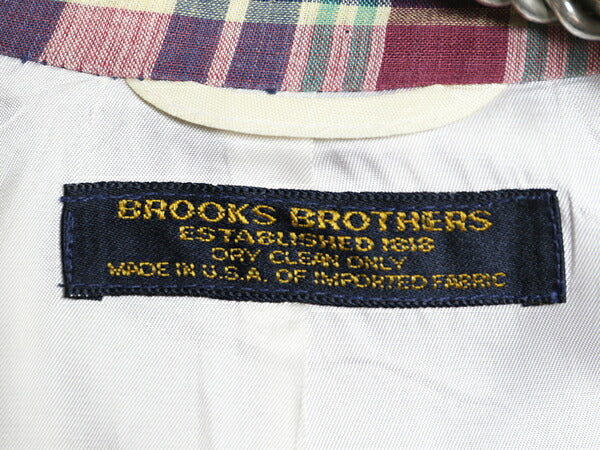 BROOKS BROTHERS
ESTABLISHED 1818
DRY CLEAN ONLY
MADE IN U.S.A. OF IMPORTED FABRIC